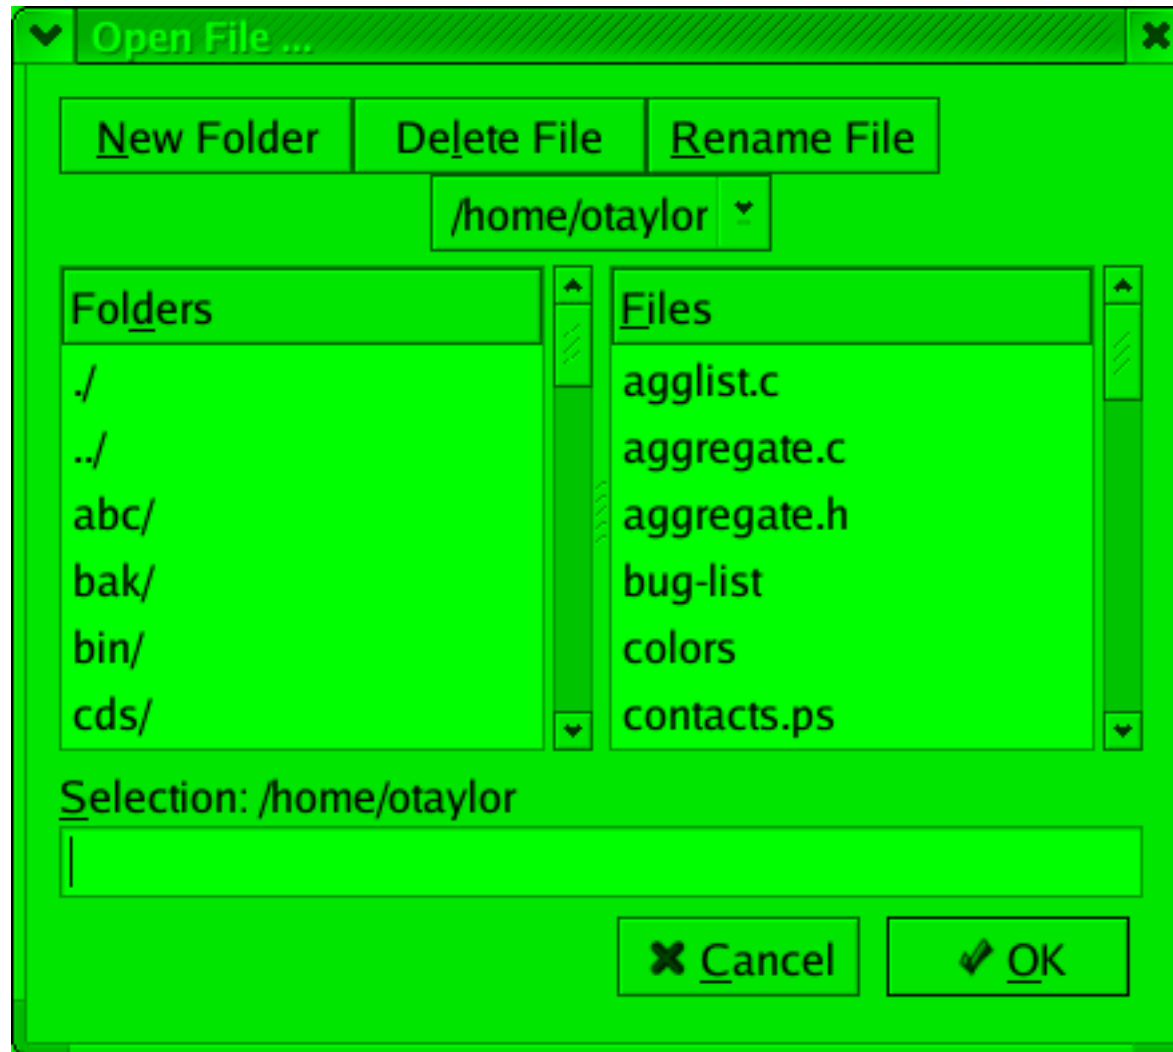 Open File ...
New Folder
Delete File
Rename File
/home/otaylor
Folders
./
../
abc/
bak/
bin/
cds/
Files
agglist.c
aggregate.c
aggregate.h
bug-list
colors
contacts.ps
Selection: /home/otaylor
Cancel
OK